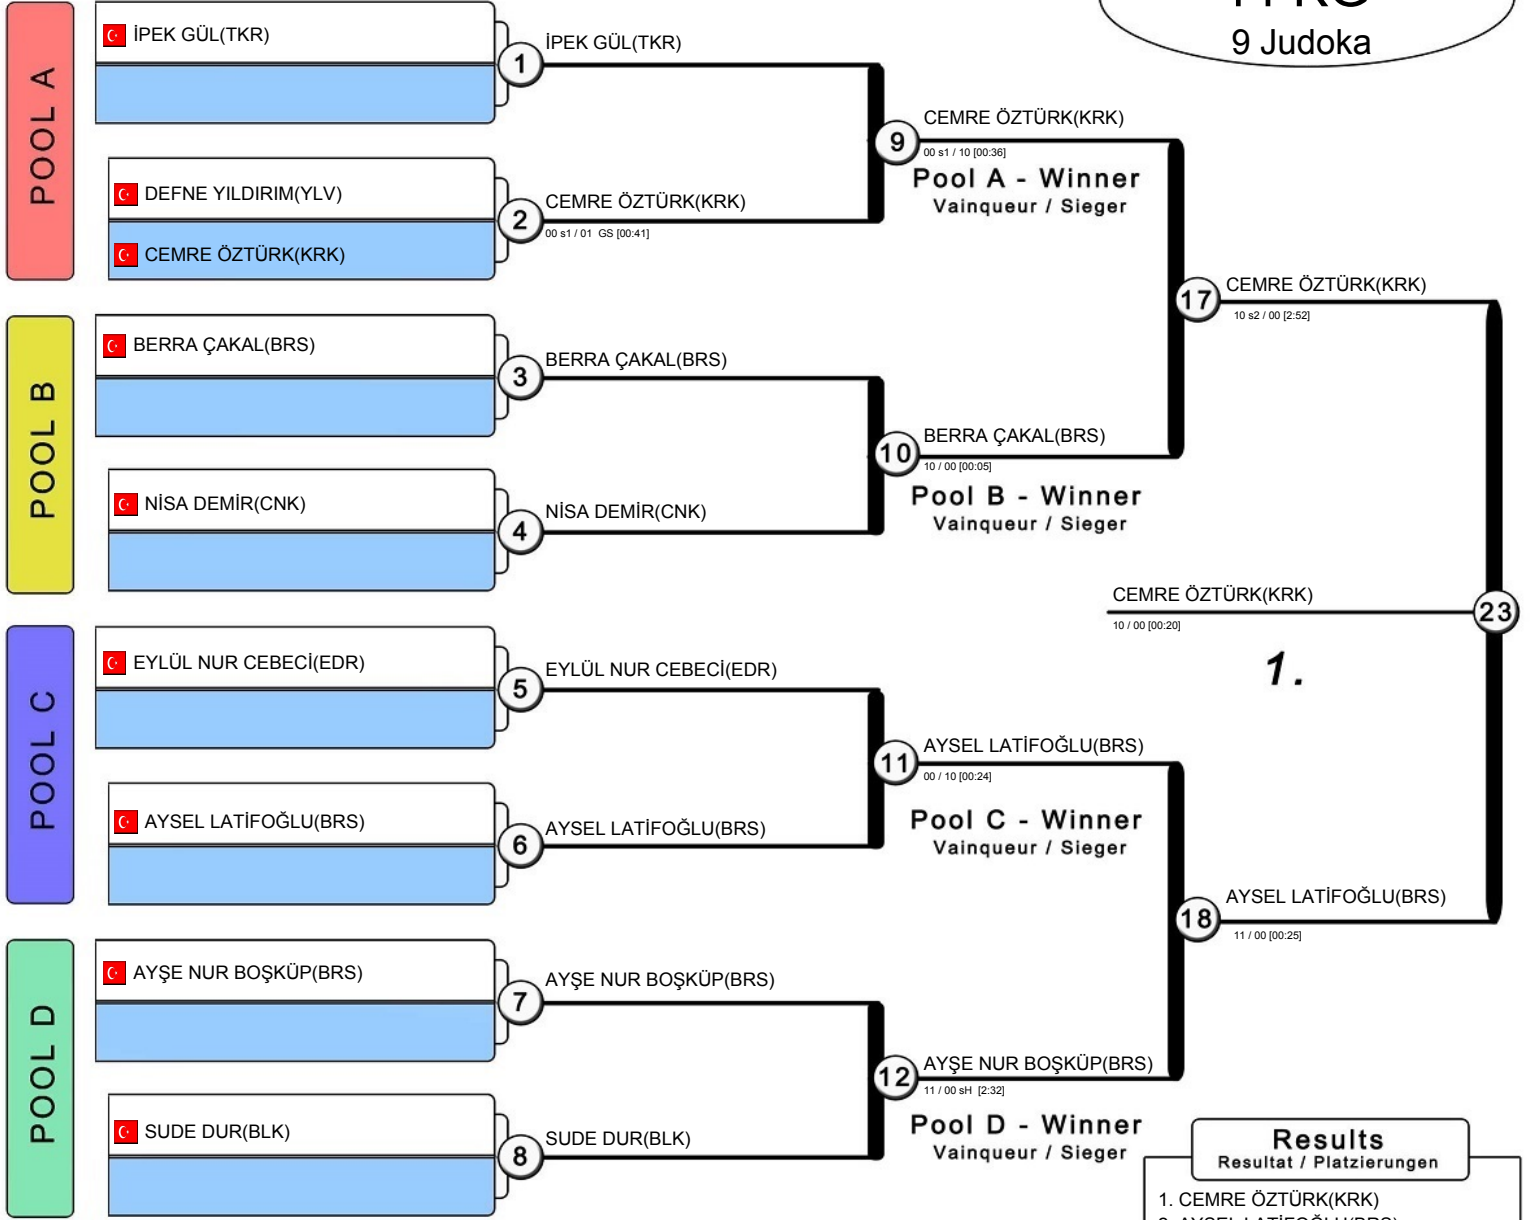 9 Judoka
POOL A
İPEK GÜL(TKR)
1
İPEK GÜL(TKR)
DEFNE YILDIRIM(YLV)
CEMRE ÖZTÜRK(KRK)
2
CEMRE ÖZTÜRK(KRK)
00 s1 / 01 GS [00:41]
9
CEMRE ÖZTÜRK(KRK)
00 s1 / 10 [00:36]
Pool A - Winner
Vainqueur / Sieger
POOL B
BERRA ÇAKAL(BRS)
3
BERRA ÇAKAL(BRS)
NİSA DEMİR(CNK)
4
NİSA DEMİR(CNK)
10
BERRA ÇAKAL(BRS)
10 / 00 [00:05]
Pool B - Winner
Vainqueur / Sieger
17
CEMRE ÖZTÜRK(KRK)
10 s2 / 00 [2:52]
CEMRE ÖZTÜRK(KRK)
23
10 / 00 [00:20]
1.
POOL C
EYLÜL NUR CEBECİ(EDR)
5
EYLÜL NUR CEBECİ(EDR)
AYSEL LATİFOĞLU(BRS)
6
AYSEL LATİFOĞLU(BRS)
11
AYSEL LATİFOĞLU(BRS)
00 / 10 [00:24]
Pool C - Winner
Vainqueur / Sieger
18
AYSEL LATİFOĞLU(BRS)
11 / 00 [00:25]
POOL D
AYŞE NUR BOŞKÜP(BRS)
7
AYŞE NUR BOŞKÜP(BRS)
SUDE DUR(BLK)
8
SUDE DUR(BLK)
12
AYŞE NUR BOŞKÜP(BRS)
11 / 00 sH [2:32]
Pool D - Winner
Vainqueur / Sieger
Results
Resultat / Platzierungen
1. CEMRE ÖZTÜRK(KRK)
2. AYSEL LATİFOĞLU(BRS)